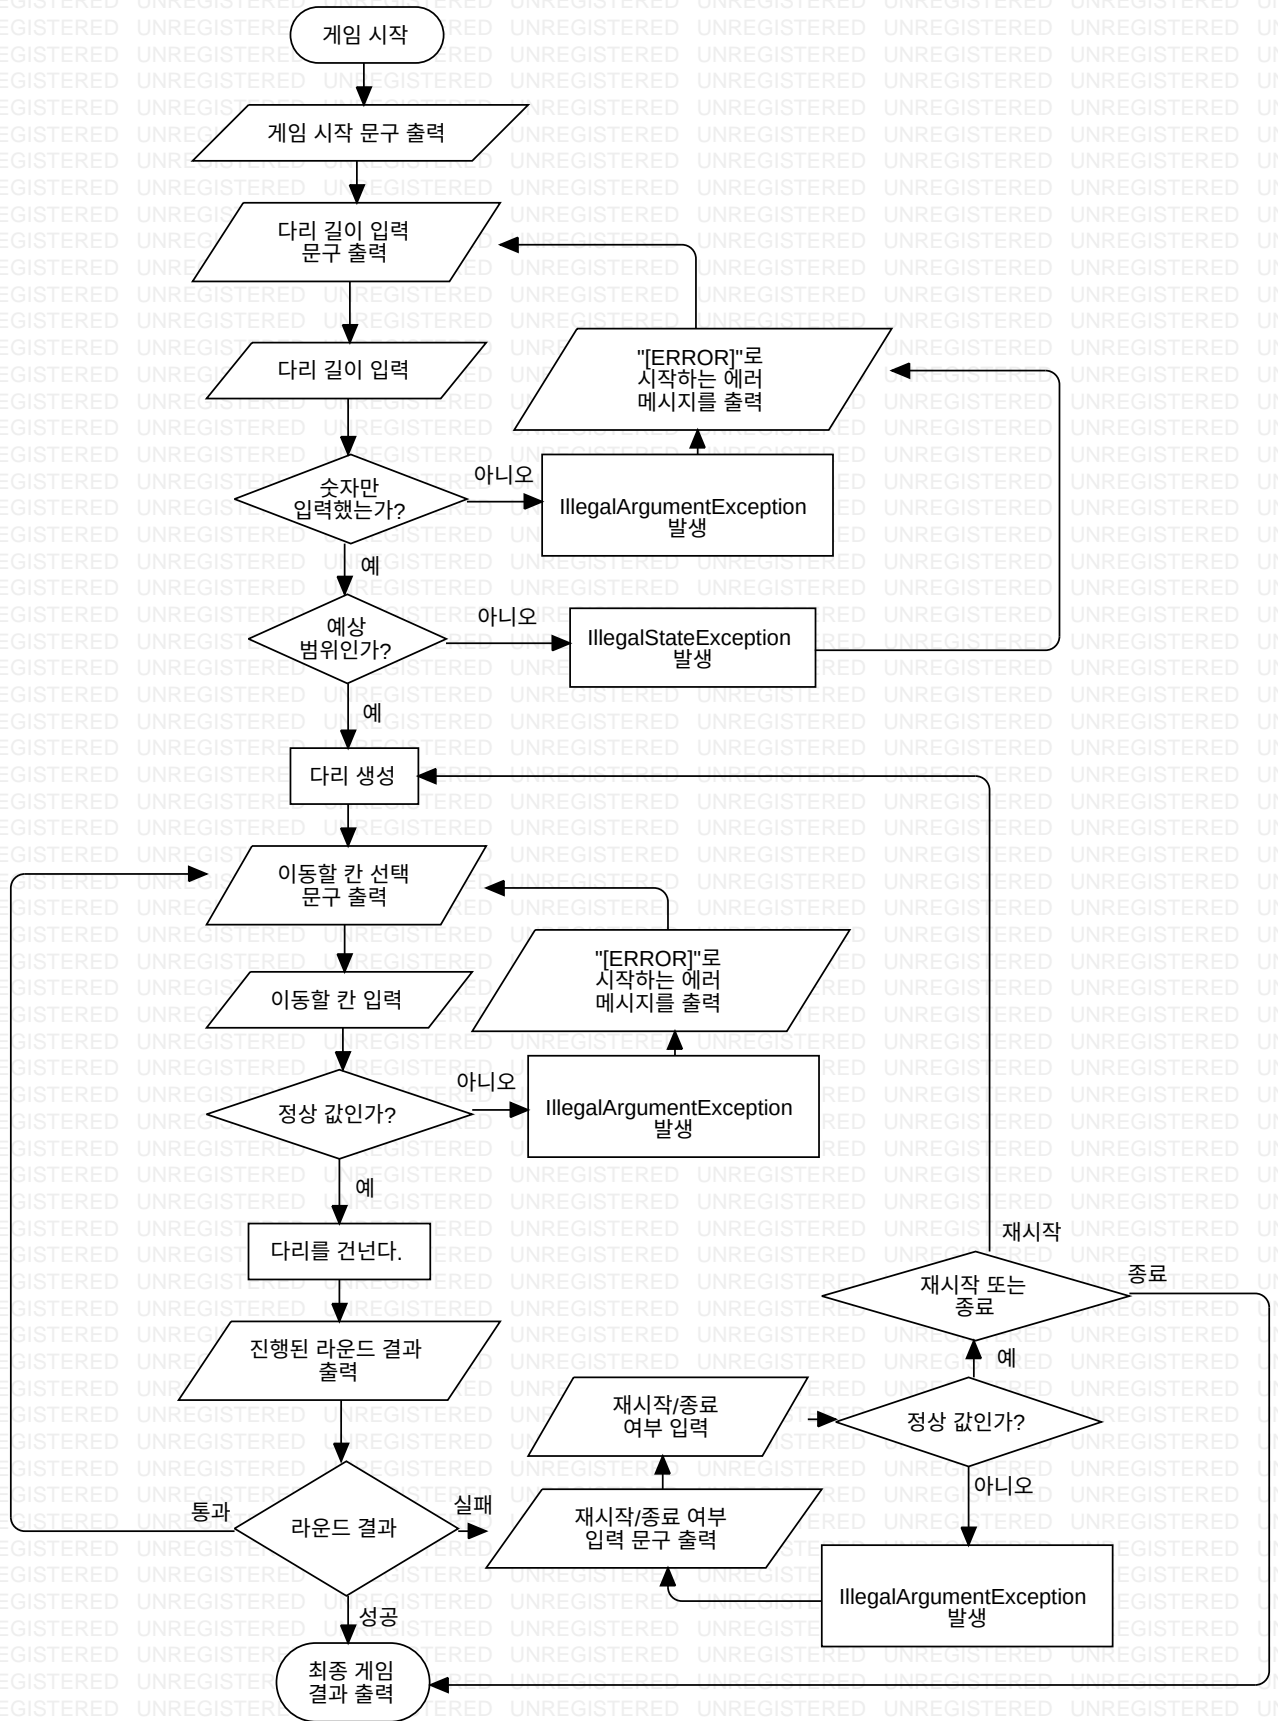 게임 시작
게임 시작 문구 출력
다리 길이 입력
문구 출력
다리 길이 입력
"[ERROR]"로
시작하는 에러
메시지를 출력
숫자만
입력했는가?
아니오
IllegalArgumentException
발생
예
예상
범위인가?
아니오
IllegalStateException
발생
예
다리 생성
이동할 칸 선택
문구 출력
"[ERROR]"로
시작하는 에러
메시지를 출력
이동할 칸 입력
정상 값인가?
아니오
IllegalArgumentException
발생
예
다리를 건넌다.
재시작
재시작 또는
종료
종료
진행된 라운드 결과
출력
예
재시작/종료
여부 입력
정상 값인가?
아니오
라운드 결과
통과
실패
재시작/종료 여부
입력 문구 출력
IllegalArgumentException
발생
성공
최종 게임
결과 출력
UNREGISTERED